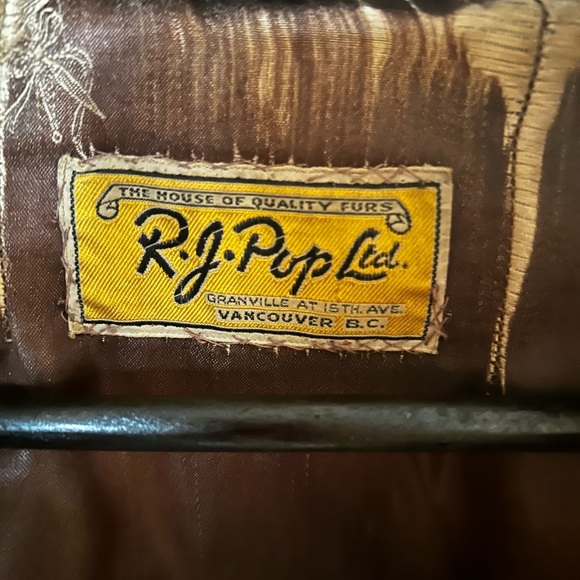 THE HOUSE OF QUALITY FURS
R.J. Pop Ltd.
GRANVILLE AT 15TH. AVE.
VANCOUVER B.C.